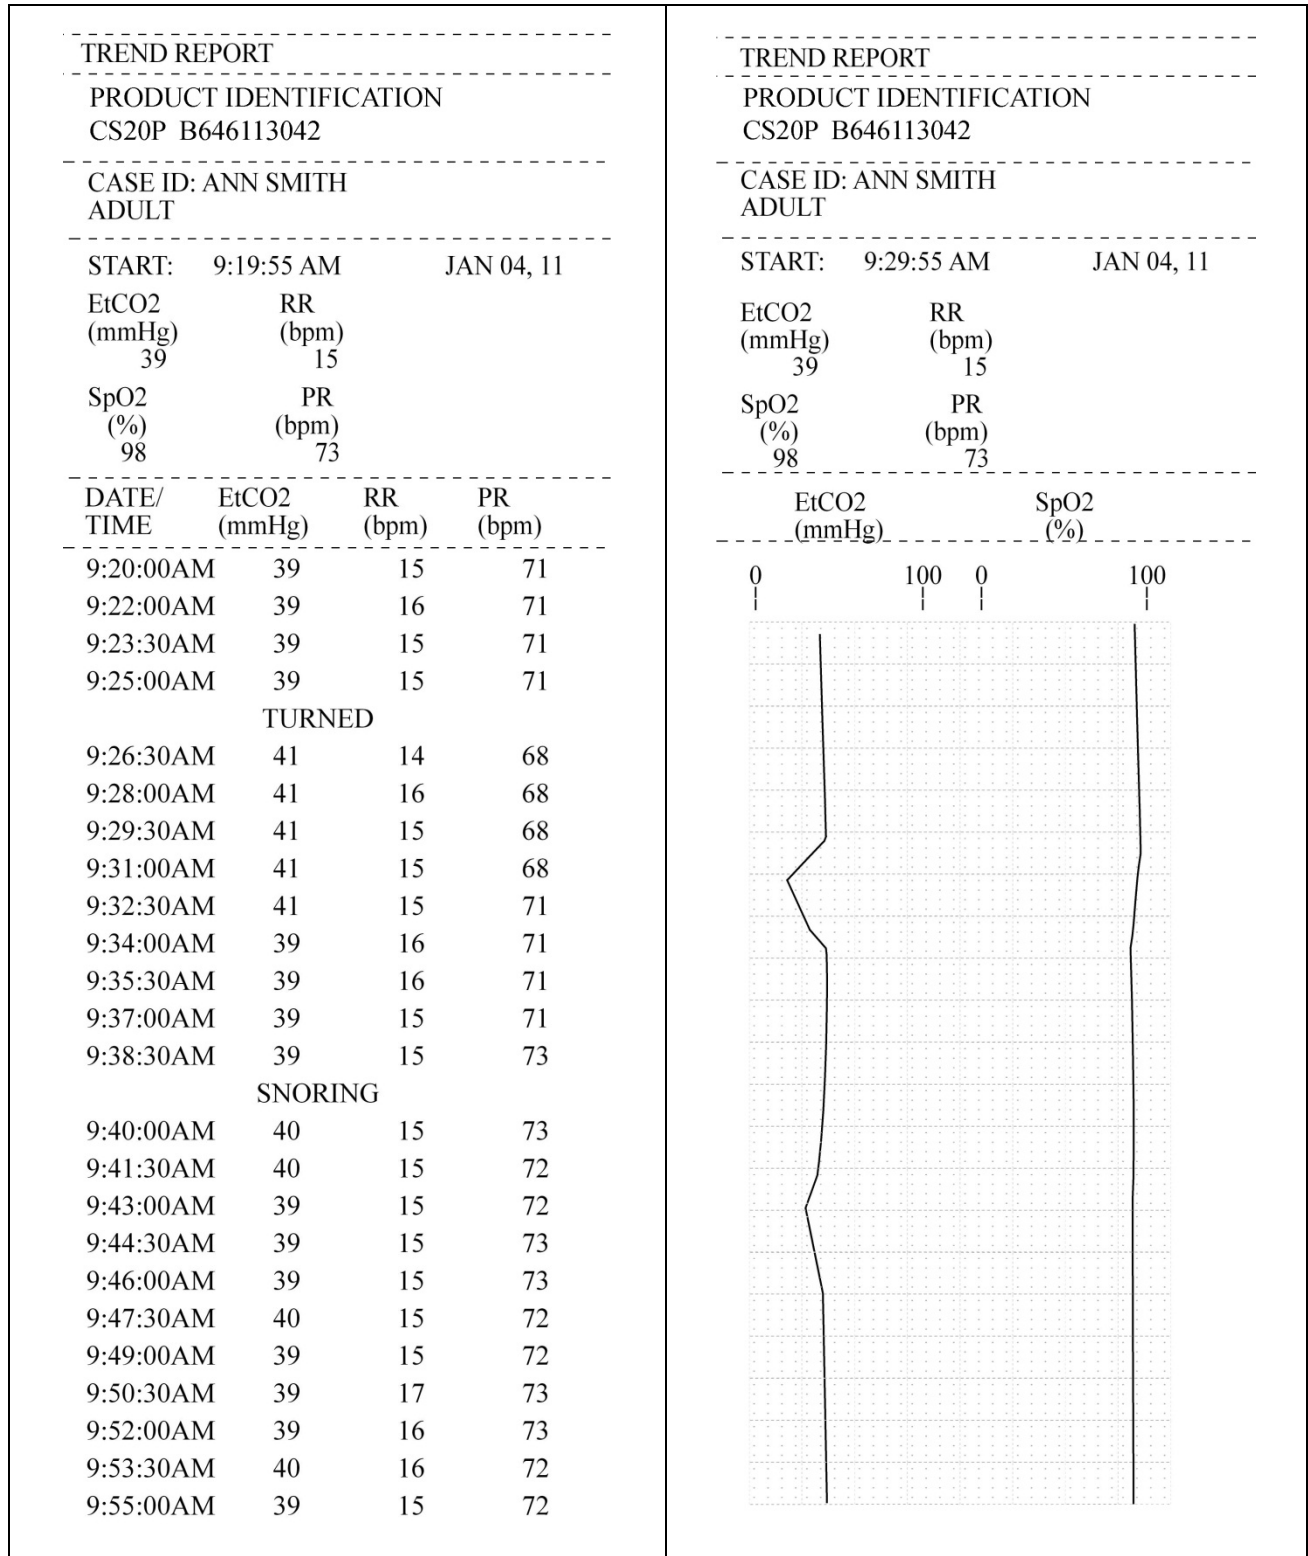 TREND REPORT
PRODUCT IDENTIFICATION
CS20P B646113042
CASE ID: ANN SMITH
ADULT
START: 9:19:55 AM JAN 04, 11
EtCO2 RR
(mmHg) (bpm)
39 15
SpO2 PR
(%) (bpm)
98 73
DATE/ EtCO2 RR PR
TIME (mmHg) (bpm) (bpm)
9:20:00AM 39 15 71
9:22:00AM 39 16 71
9:23:30AM 39 15 71
9:25:00AM 39 15 71
TURNED
9:26:30AM 41 14 68
9:28:00AM 41 16 68
9:29:30AM 41 15 68
9:31:00AM 41 15 68
9:32:30AM 41 15 71
9:34:00AM 39 16 71
9:35:30AM 39 16 71
9:37:00AM 39 15 71
9:38:30AM 39 15 73
SNORING
9:40:00AM 40 15 73
9:41:30AM 40 15 72
9:43:00AM 39 15 72
9:44:30AM 39 15 73
9:46:00AM 39 15 73
9:47:30AM 40 15 72
9:49:00AM 39 15 72
9:50:30AM 39 17 73
9:52:00AM 39 16 73
9:53:30AM 40 16 72
9:55:00AM 39 15 72
TREND REPORT
PRODUCT IDENTIFICATION
CS20P B646113042
CASE ID: ANN SMITH
ADULT
START: 9:29:55 AM JAN 04, 11
EtCO2 RR
(mmHg) (bpm)
39 15
SpO2 PR
(%) (bpm)
98 73
EtCO2 SpO2
(mmHg) (%)
0 100 0 100